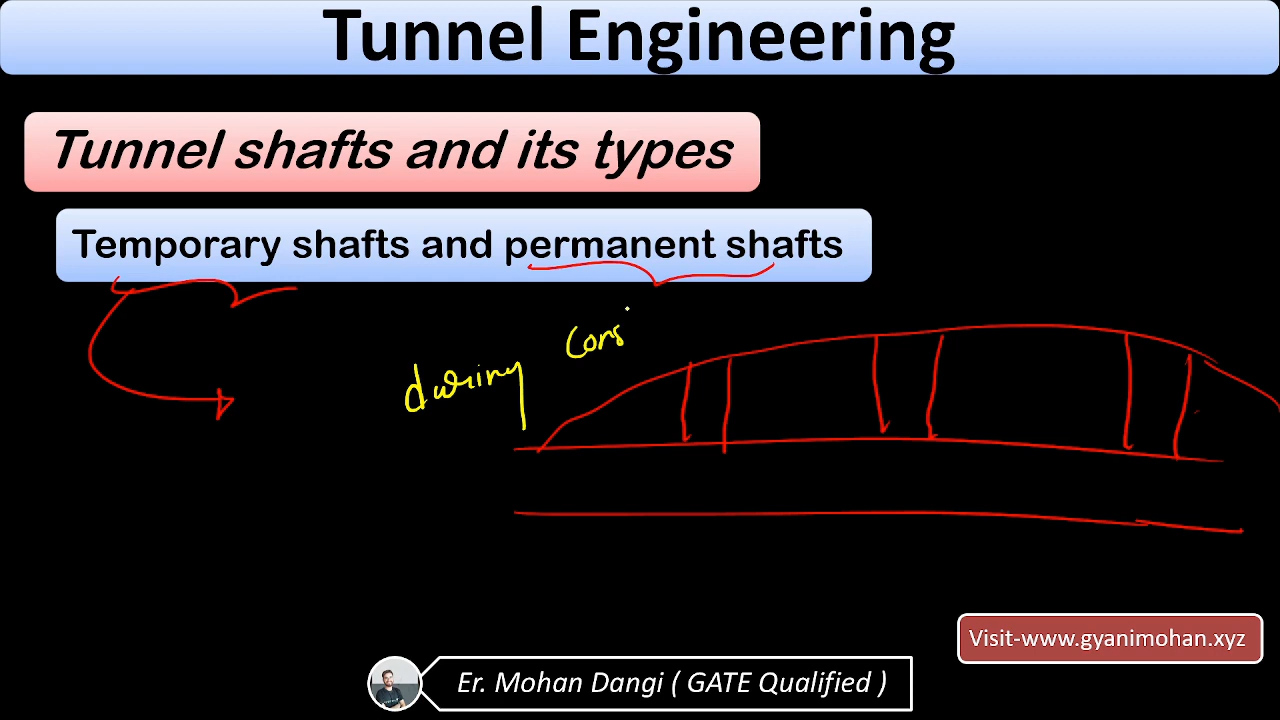 Tunnel Engineering
Tunnel shafts and its types
Temporary shafts and permanent shafts
during cons
Visit-www.gyanimohan.xyz
Er. Mohan Dangi ( GATE Qualified )